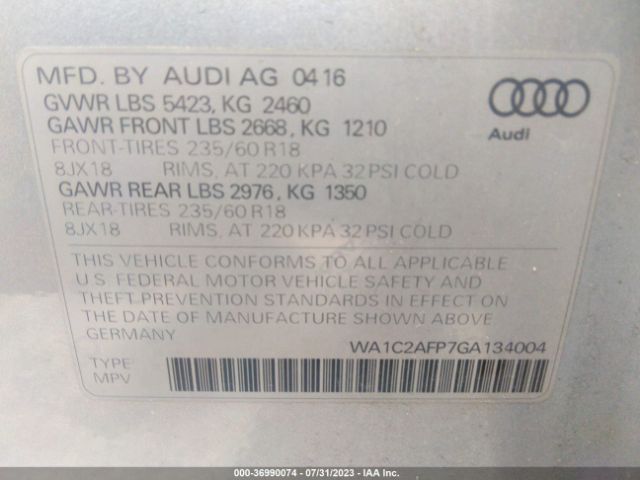 MFD. BY AUDI AG 0416
GVWR LBS 5423, KG 2460
GAWR FRONT LBS 2668, KG 1210
FRONT-TIRES 235/60 R18
8JX18 RIMS, AT 220 KPA 32 PSI COLD
GAWR REAR LBS 2976, KG 1350
REAR-TIRES 235/60 R18
8JX18 RIMS, AT 220 KPA 32 PSI COLD
Audi
THIS VEHICLE CONFORMS TO ALL APPLICABLE
U.S. FEDERAL MOTOR VEHICLE SAFETY AND
THEFT PREVENTION STANDARDS IN EFFECT ON
THE DATE OF MANUFACTURE SHOWN ABOVE
GERMANY
WA1C2AFP7GA134004
TYPE
MPV
000-36990074 / 07/31/2023 - IAA Inc.